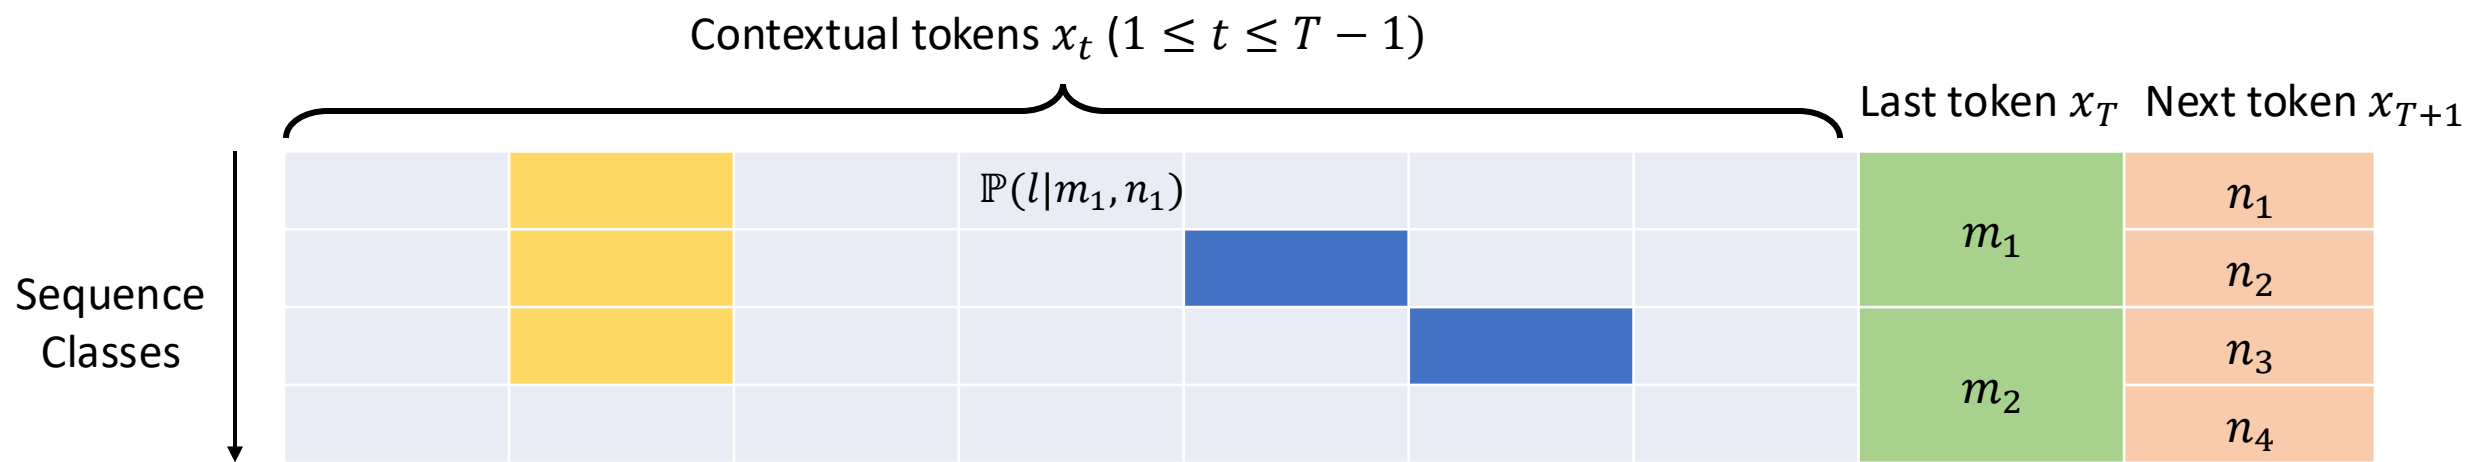 Contextual tokens x_t (1 ≤ t ≤ T − 1)
Last token x_T
Next token x_{T+1}
Sequence
Classes
ℙ(l|m_1, n_1)
m_1
n_1
n_2
m_2
n_3
n_4